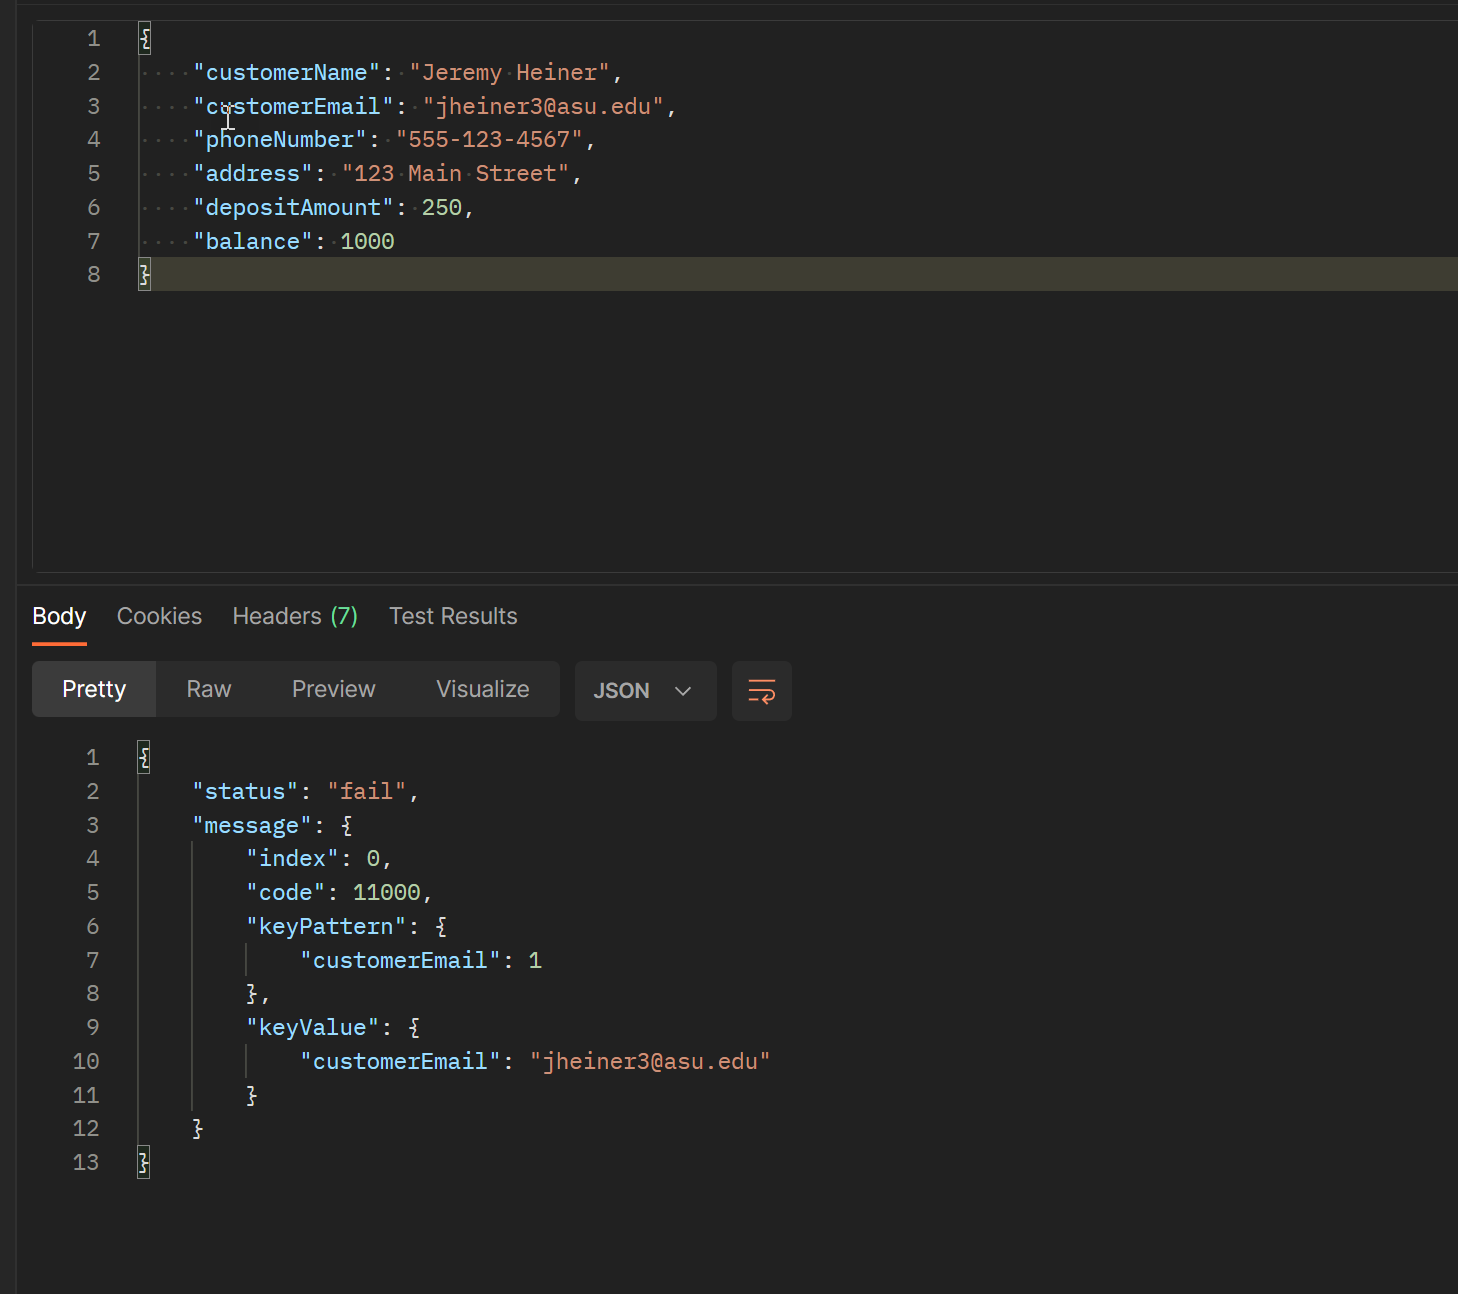 1 {
2 "customerName": "Jeremy Heiner",
3 "customerEmail": "jheiner3@asu.edu",
4 "phoneNumber": "555-123-4567",
5 "address": "123 Main Street",
6 "depositAmount": 250,
7 "balance": 1000
8 }
Body Cookies Headers (7) Test Results
Pretty Raw Preview Visualize JSON
1 {
2 "status": "fail",
3 "message": {
4 "index": 0,
5 "code": 11000,
6 "keyPattern": {
7 "customerEmail": 1
8 },
9 "keyValue": {
10 "customerEmail": "jheiner3@asu.edu"
11 }
12 }
13 }